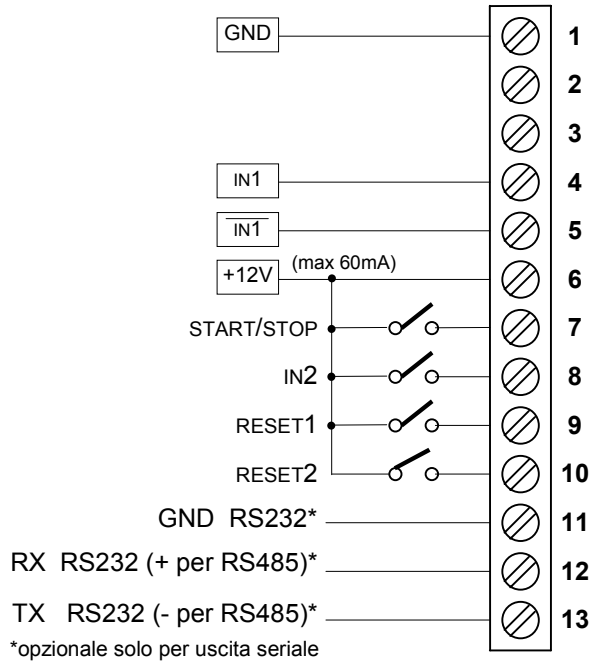 GND 1
2
3
IN1 4
I̅N̅1̅ 5
+12V (max 60mA) 6
START/STOP 7
IN2 8
RESET1 9
RESET2 10
GND RS232* 11
RX RS232 (+ per RS485)* 12
TX RS232 (- per RS485)* 13
*opzionale solo per uscita seriale